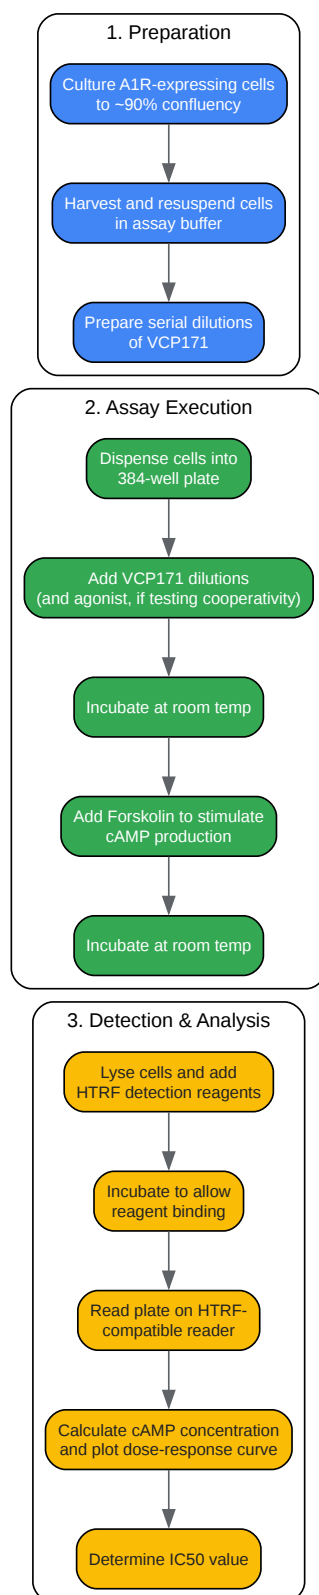 1. Preparation
Culture A1R-expressing cells
to ~90% confluency
Harvest and resuspend cells
in assay buffer
Prepare serial dilutions
of VCP171
2. Assay Execution
Dispense cells into
384-well plate
Add VCP171 dilutions
(and agonist, if testing cooperativity)
Incubate at room temp
Add Forskolin to stimulate
cAMP production
Incubate at room temp
3. Detection & Analysis
Lyse cells and add
HTRF detection reagents
Incubate to allow
reagent binding
Read plate on HTRF-
compatible reader
Calculate cAMP concentration
and plot dose-response curve
Determine IC50 value